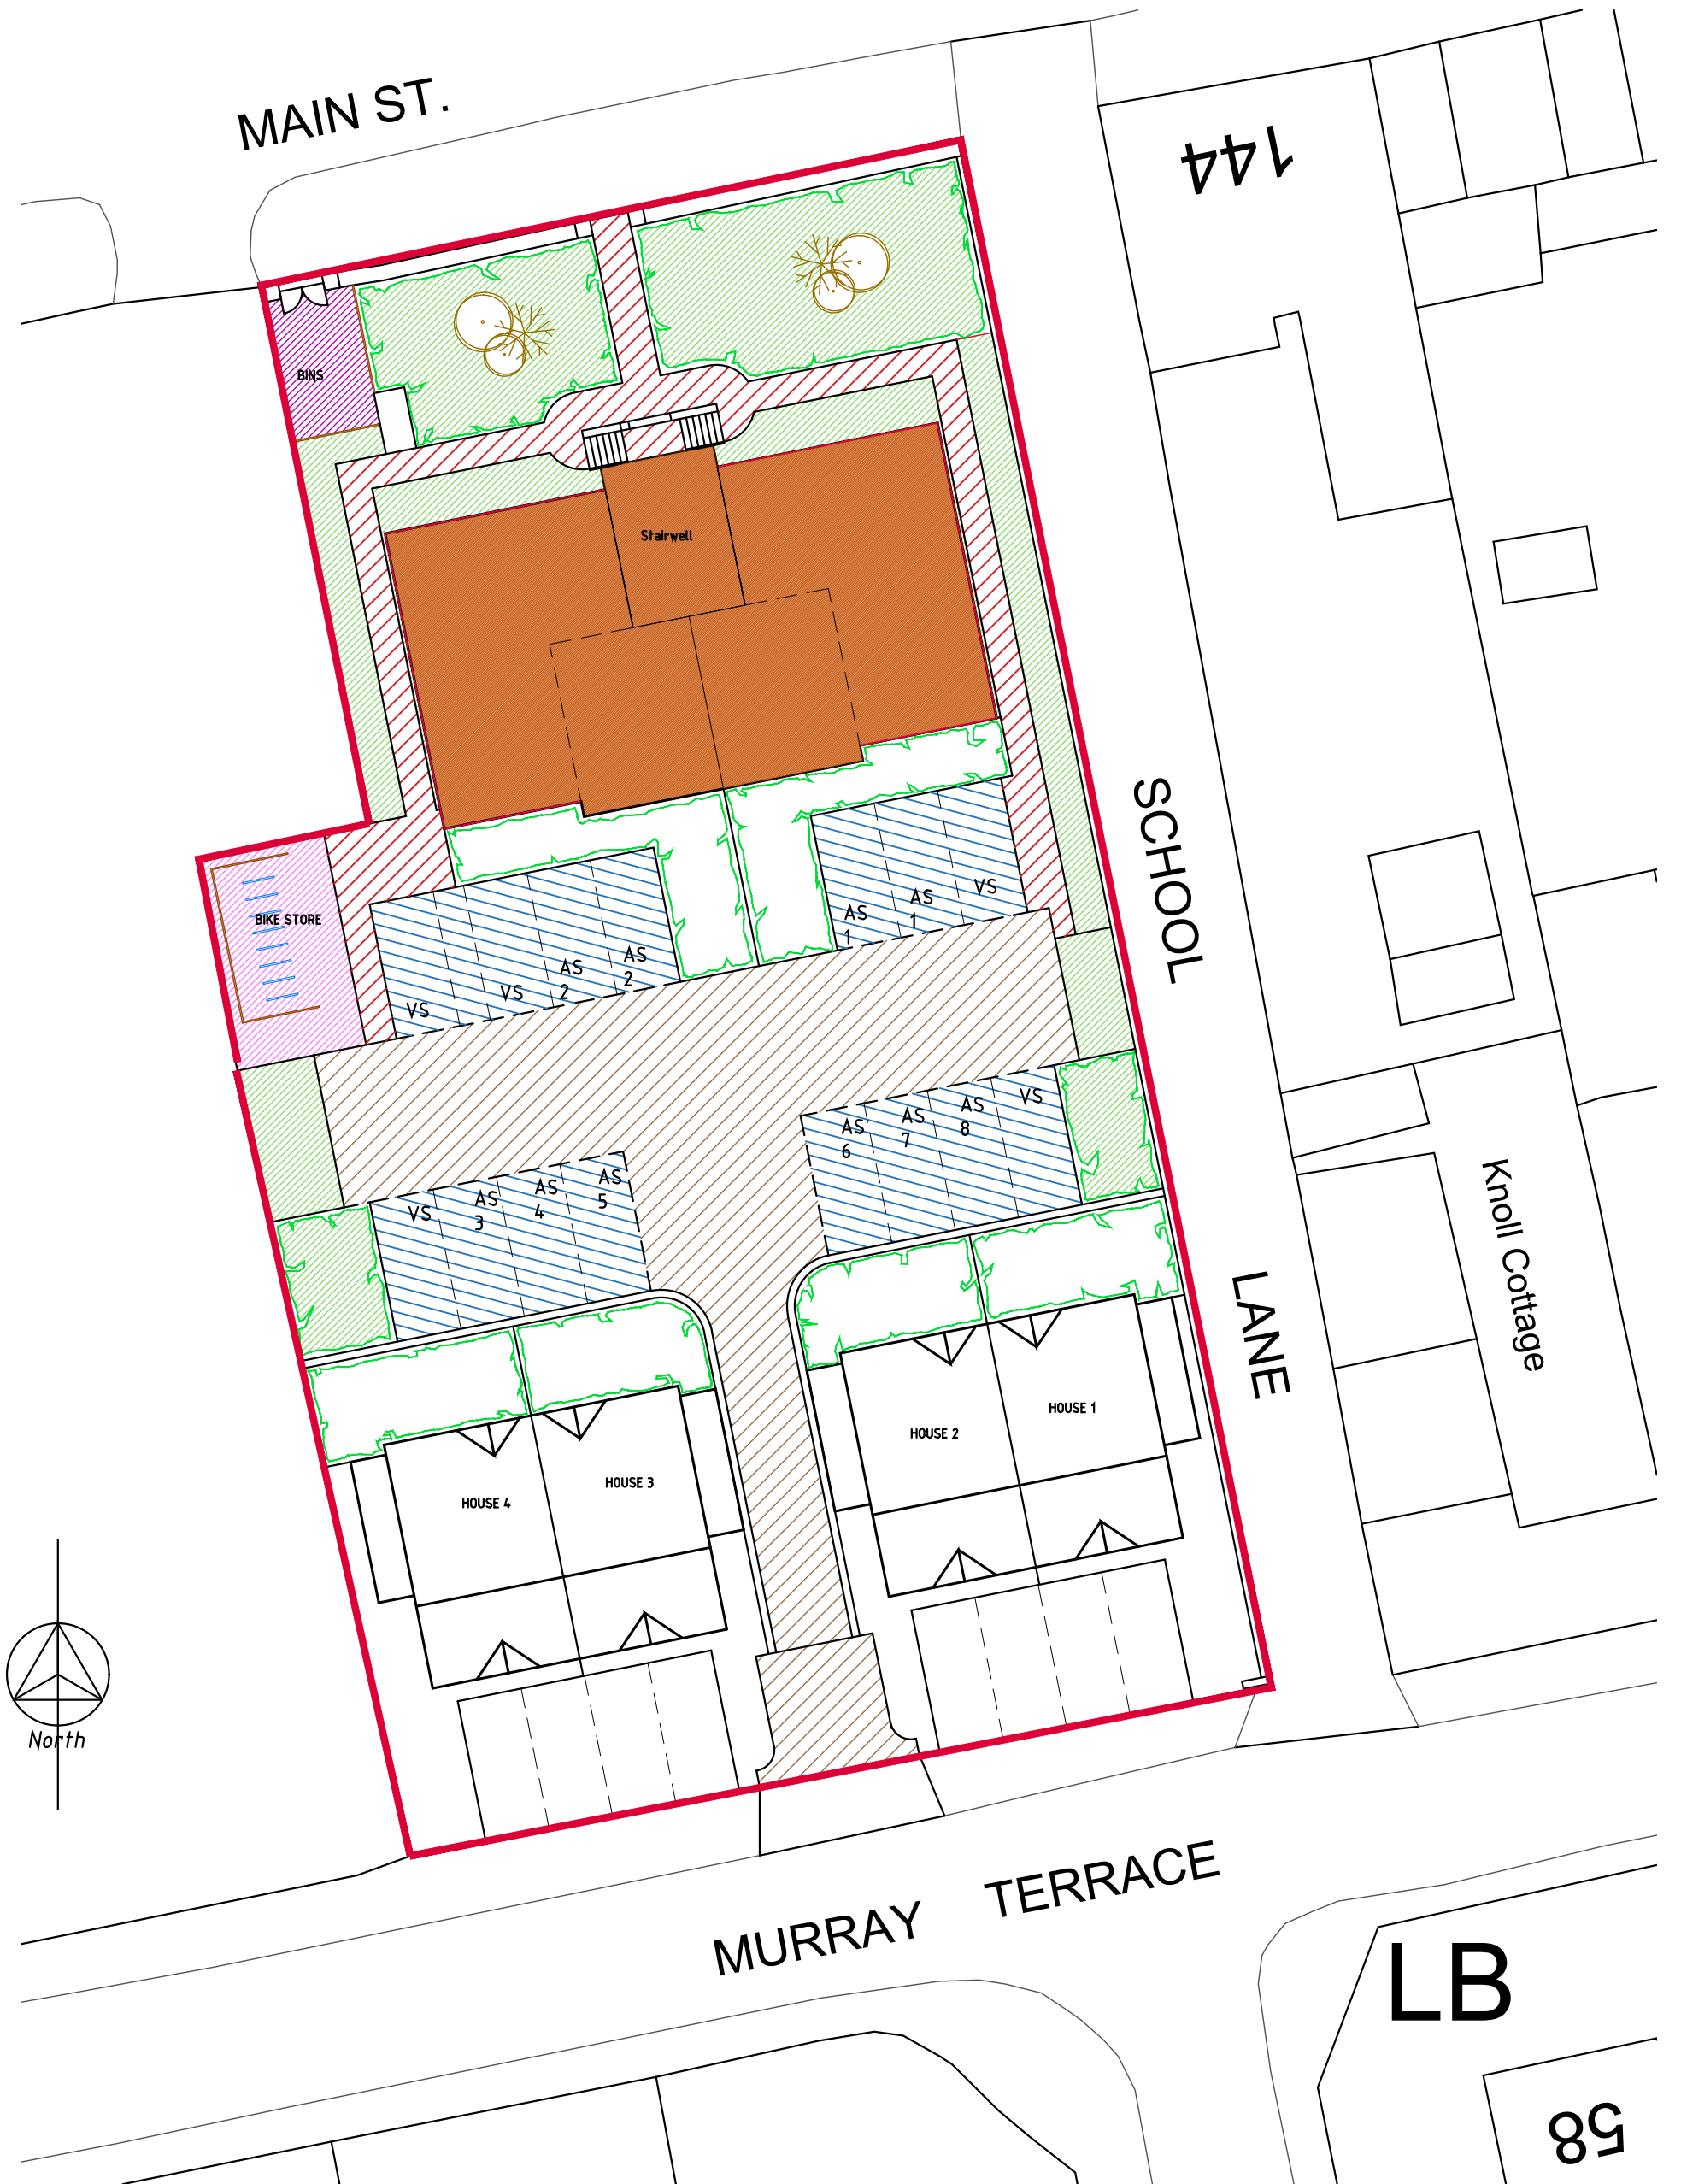 MAIN ST.
144
BINS
Stairwell
SCHOOL
LANE
BIKE STORE
VS
VS
AS
2
AS
2
AS
1
AS
1
VS
VS
AS
3
AS
4
AS
5
AS
6
AS
7
AS
8
VS
Knoll Cottage
HOUSE 4
HOUSE 3
HOUSE 2
HOUSE 1
North
MURRAY TERRACE
LB
58